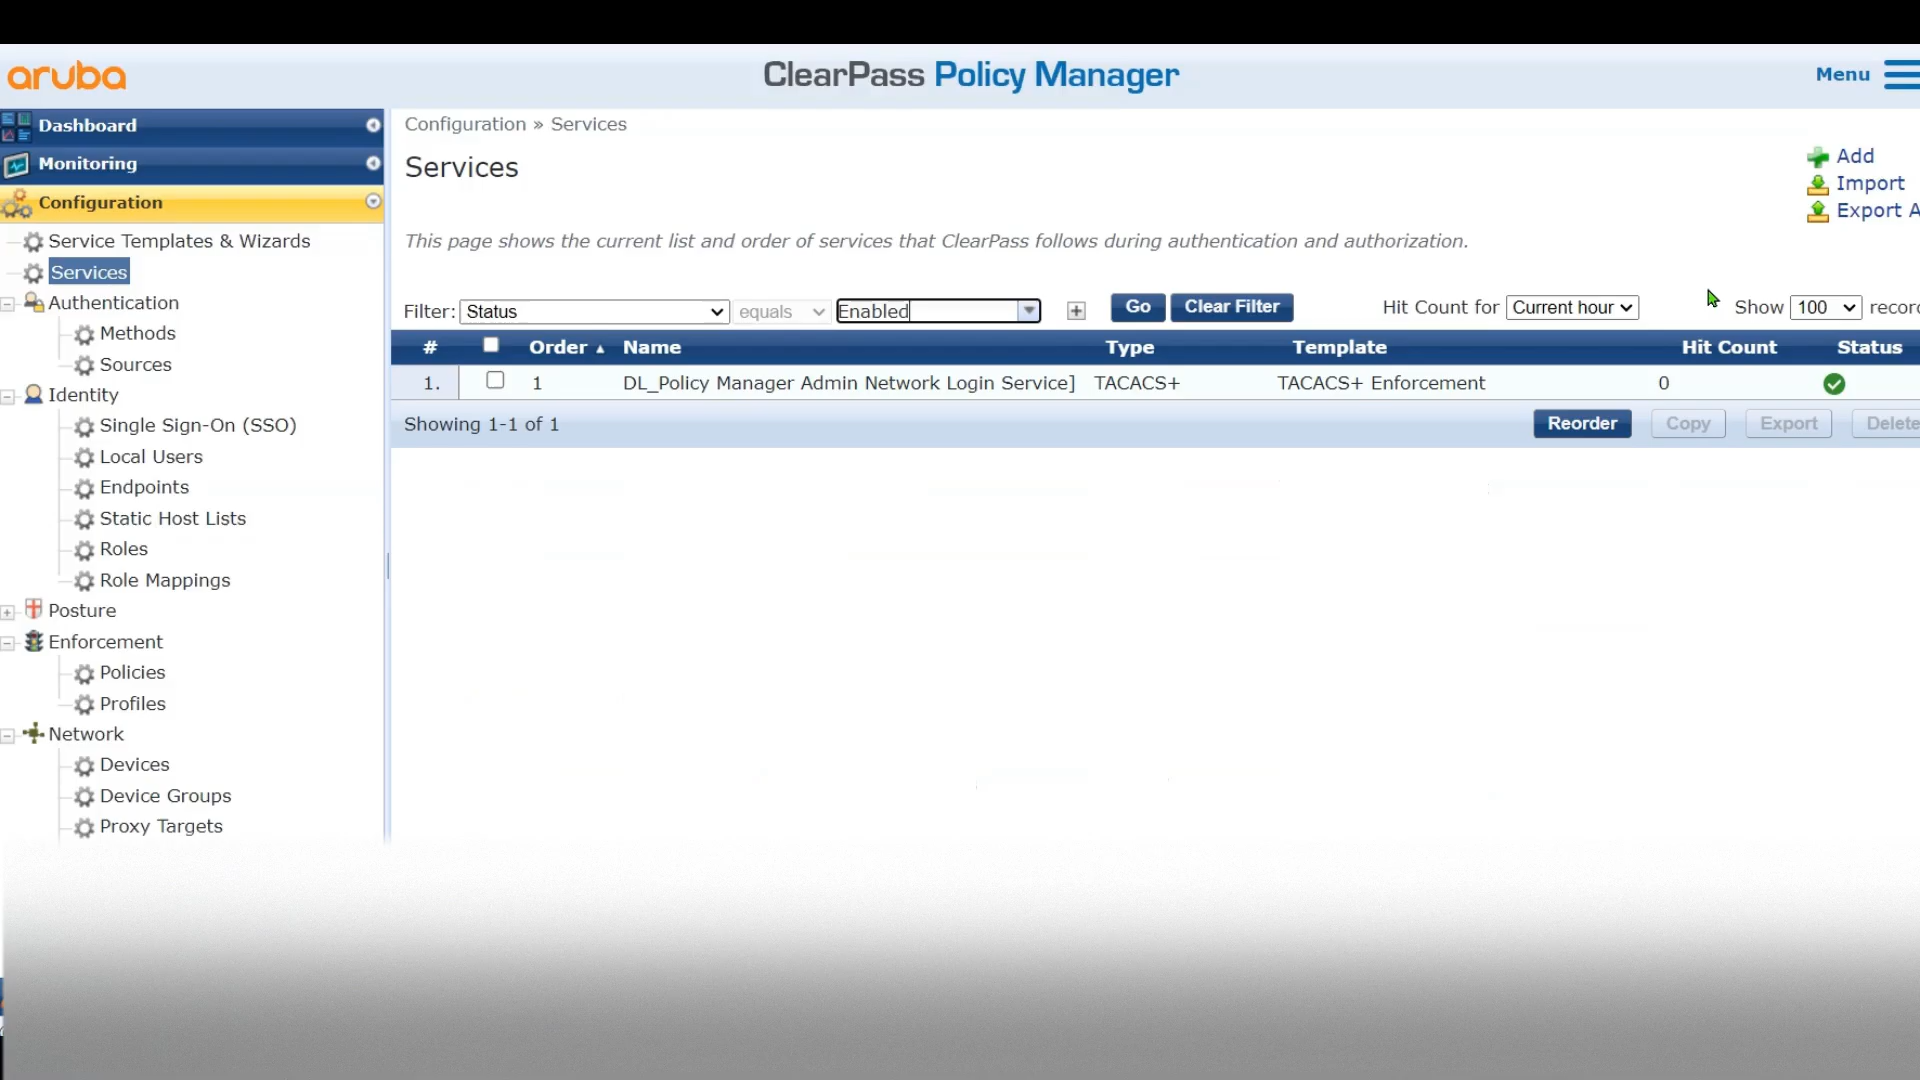 aruba
ClearPass Policy Manager
Menu
Dashboard
Monitoring
Configuration
Service Templates & Wizards
Services
Authentication
Methods
Sources
Identity
Single Sign-On (SSO)
Local Users
Endpoints
Static Host Lists
Roles
Role Mappings
Posture
Enforcement
Policies
Profiles
Network
Devices
Device Groups
Proxy Targets
Configuration » Services
Services
Add
Import
Export A
This page shows the current list and order of services that ClearPass follows during authentication and authorization.
Filter: Status equals Enabled Go Clear Filter Hit Count for Current hour Show 100 recor
# Order Name Type Template Hit Count Status
1. 1 DL_Policy Manager Admin Network Login Service] TACACS+ TACACS+ Enforcement 0
Showing 1-1 of 1 Reorder Copy Export Delete